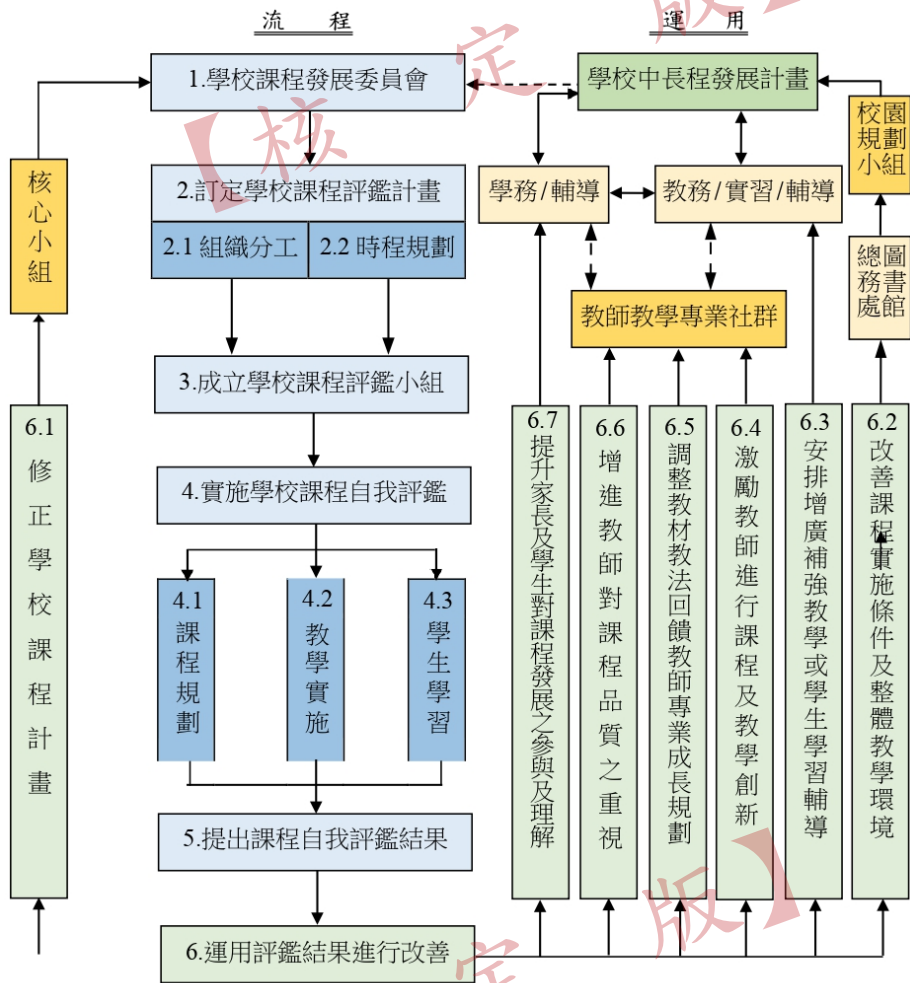 流 程
運 用
【核定版】
1.學校課程發展委員會
學校中長程發展計畫
校園規劃小組
核心小組
2.訂定學校課程評鑑計畫
2.1 組織分工
2.2 時程規劃
學務/輔導
教務/實習/輔導
總務處
圖書館
教師教學專業社群
3.成立學校課程評鑑小組
4.實施學校課程自我評鑑
4.1 課程規劃
4.2 教學實施
4.3 學生學習
5.提出課程自我評鑑結果
6.運用評鑑結果進行改善
6.1 修正學校課程計畫
6.7 提升家長及學生對課程發展之參與及理解
6.6 增進教師對課程品質之重視
6.5 調整教材教法回饋教師專業成長規劃
6.4 激勵教師進行課程及教學創新
6.3 安排增廣補強教學或學生學習輔導
6.2 改善課程實施條件及整體教學環境
定版】